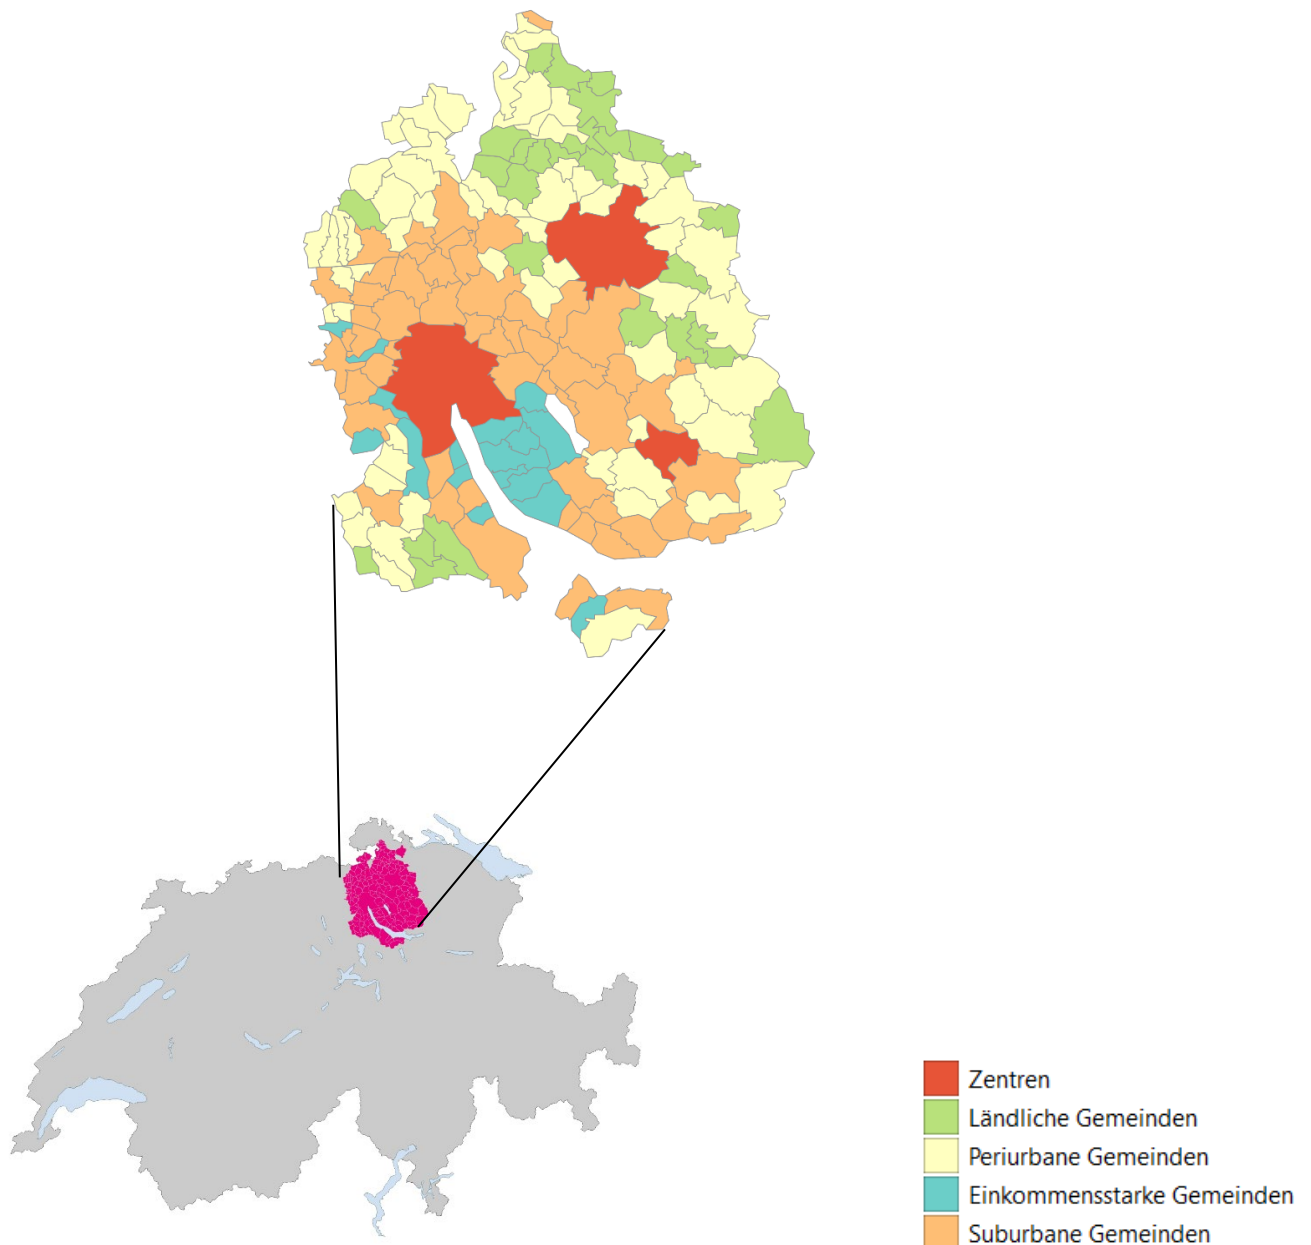 Zentren
Ländliche Gemeinden
Periurbane Gemeinden
Einkommensstarke Gemeinden
Suburbane Gemeinden